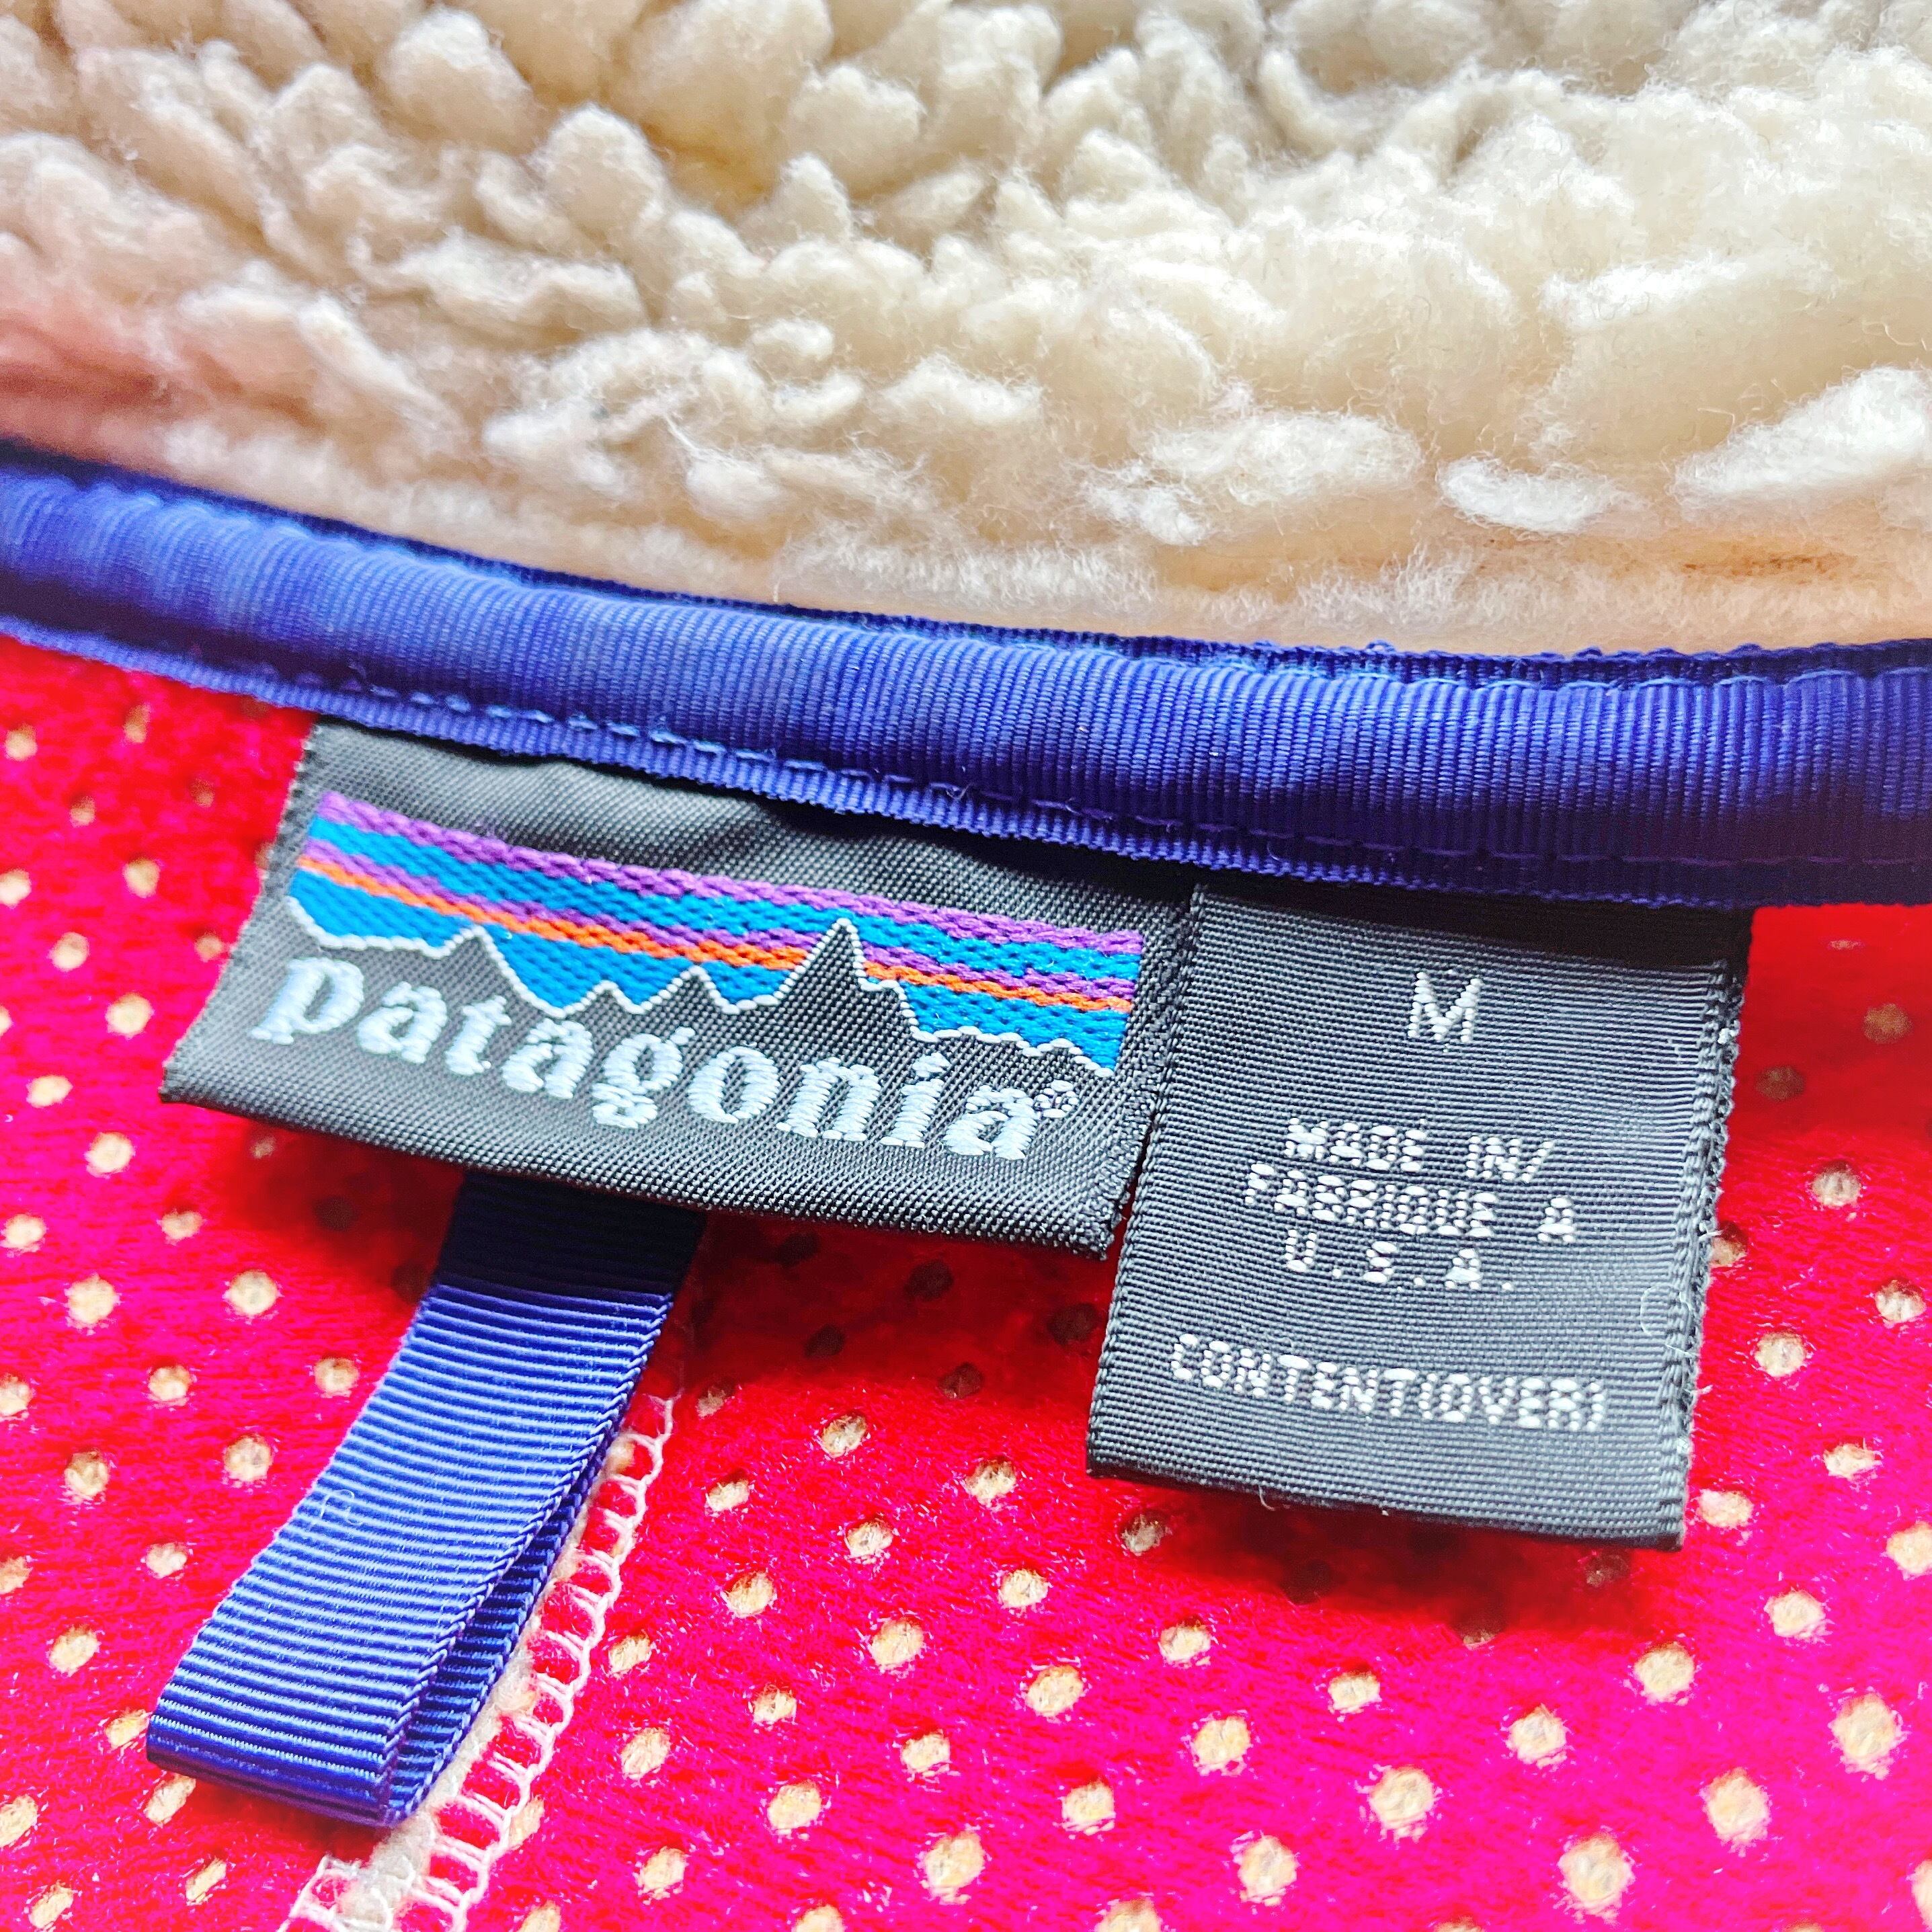 patagonia®
M
MADE IN/
FABRIQUE A
U.S.A.
CONTENT(OVER)